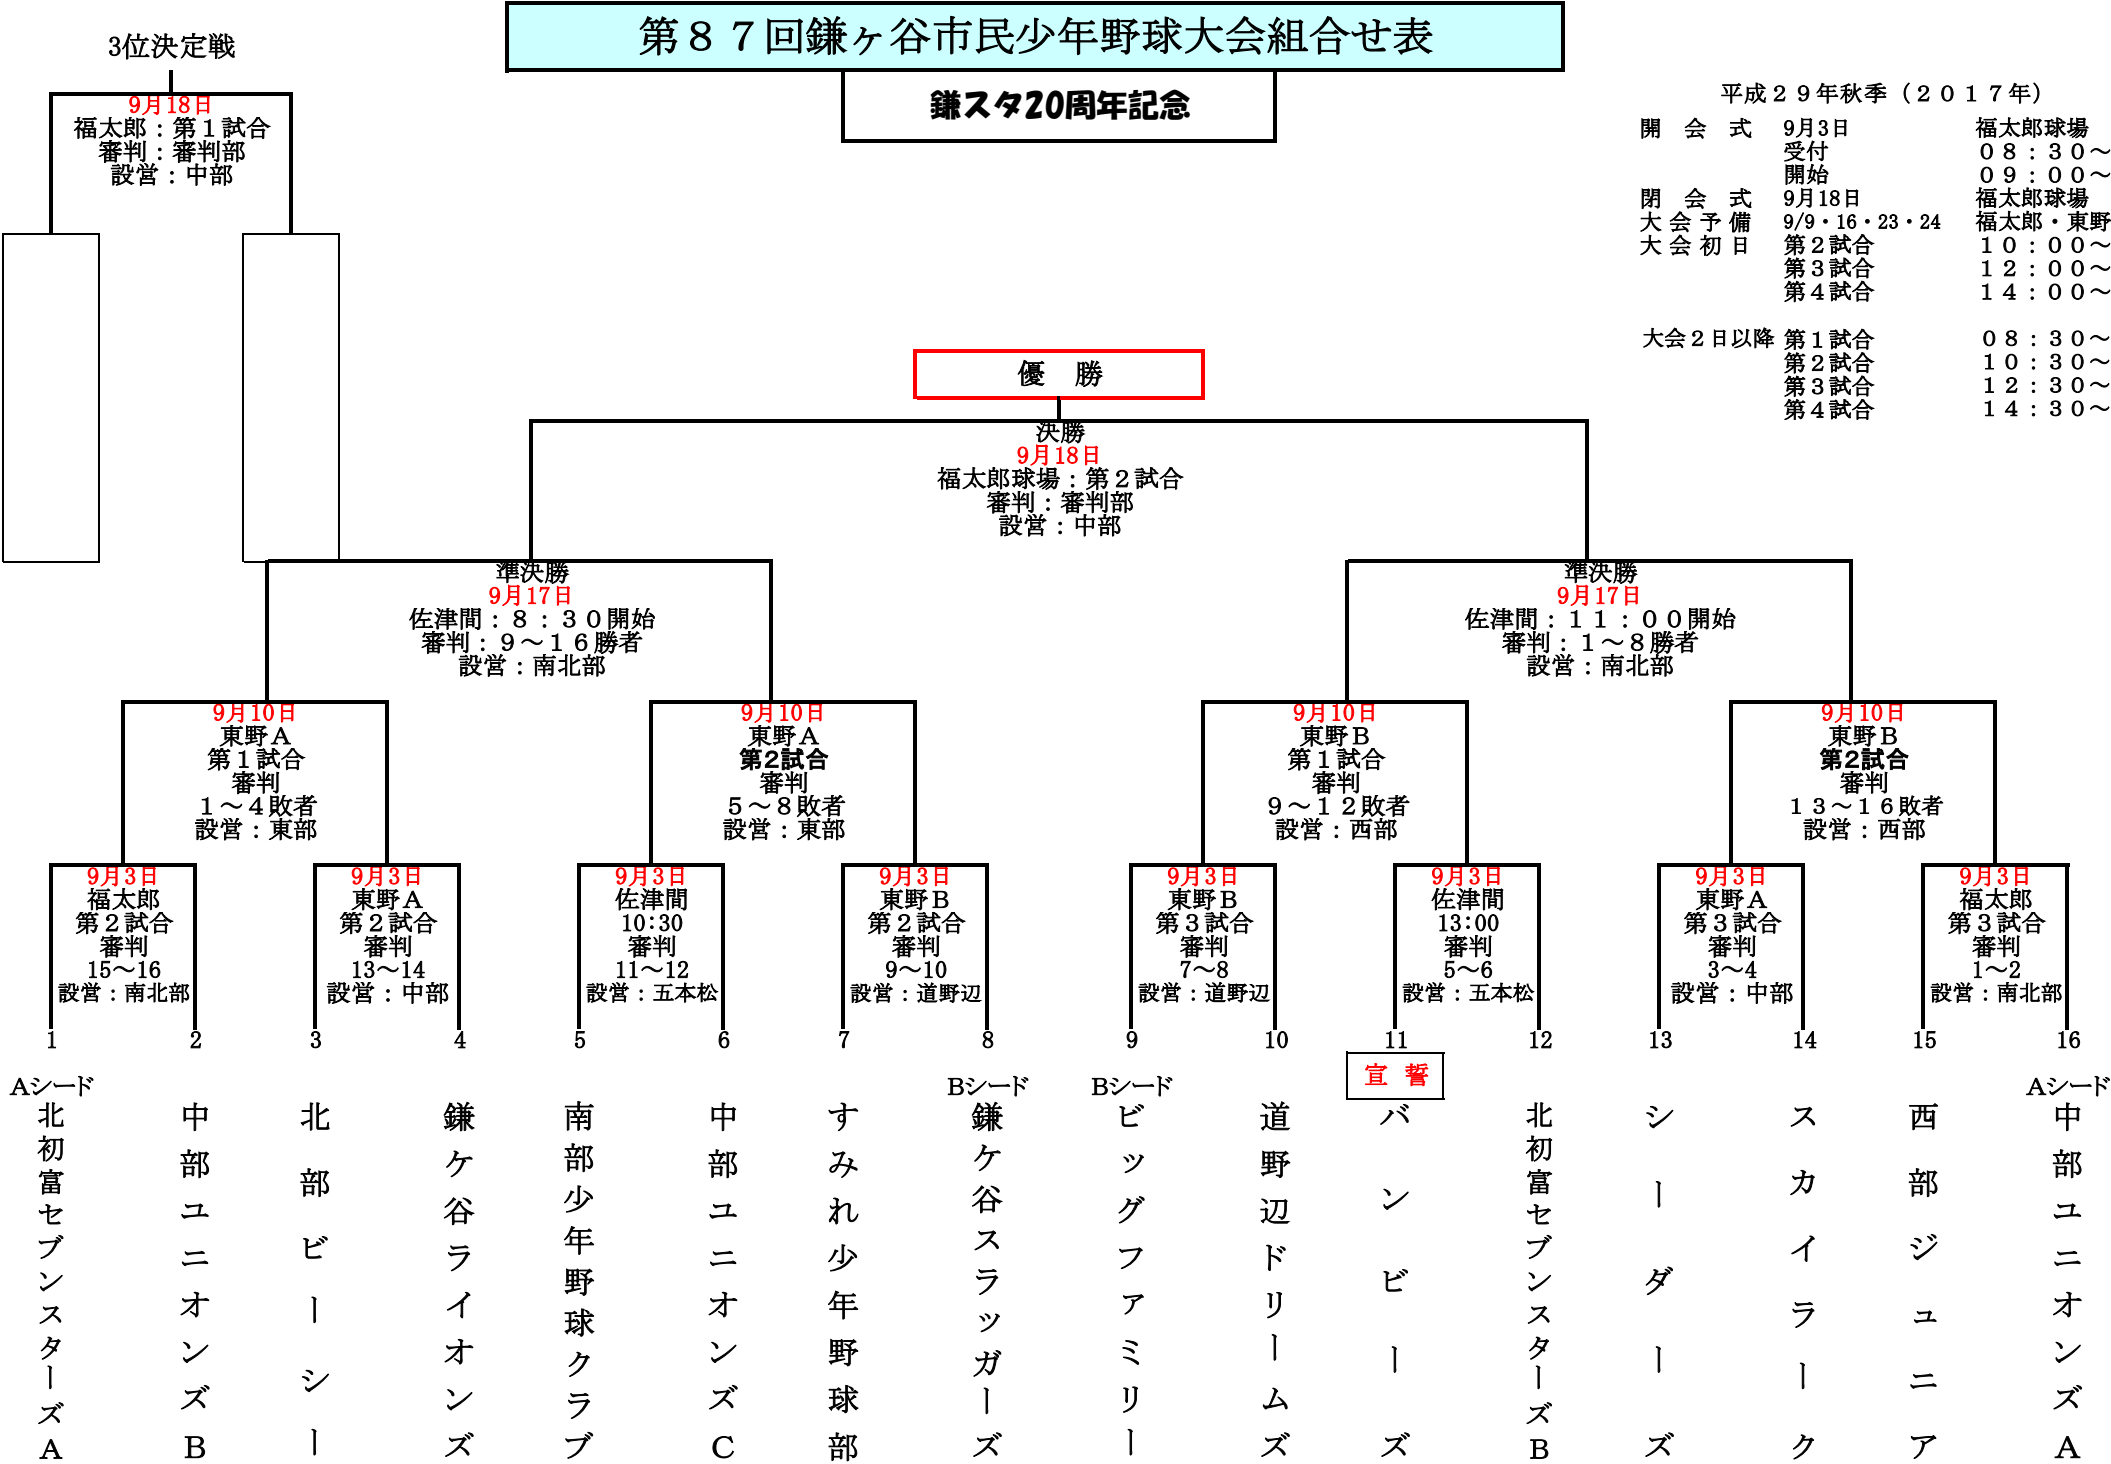 第８７回鎌ヶ谷市民少年野球大会組合せ表
鎌スタ20周年記念
3位決定戦
9月18日
福太郎：第１試合
審判：審判部
設営：中部
平成２９年秋季（２０１７年）
開　会　式　9月3日　福太郎球場
受付　０８：３０～
開始　０９：００～
閉　会　式　9月18日　福太郎球場
大 会 予 備　9/9・16・23・24　福太郎・東野
大 会 初 日　第２試合　１０：００～
第３試合　１２：００～
第４試合　１４：００～
大会２日以降　第１試合　０８：３０～
第２試合　１０：３０～
第３試合　１２：３０～
第４試合　１４：３０～
優　勝
決勝
9月18日
福太郎球場：第２試合
審判：審判部
設営：中部
準決勝
9月17日
佐津間：８：３０開始
審判：９～１６勝者
設営：南北部
準決勝
9月17日
佐津間：１１：００開始
審判：１～８勝者
設営：南北部
9月10日
東野Ａ
第１試合
審判
１～４敗者
設営：東部
9月10日
東野Ａ
第2試合
審判
５～８敗者
設営：東部
9月10日
東野Ｂ
第１試合
審判
９～１２敗者
設営：西部
9月10日
東野Ｂ
第2試合
審判
１３～１６敗者
設営：西部
9月3日
福太郎
第２試合
審判
15～16
設営：南北部
9月3日
東野Ａ
第２試合
審判
13～14
設営：中部
9月3日
佐津間
10:30
審判
11～12
設営：五本松
9月3日
東野Ｂ
第２試合
審判
9～10
設営：道野辺
9月3日
東野Ｂ
第３試合
審判
7～8
設営：道野辺
9月3日
佐津間
13:00
審判
5～6
設営：五本松
9月3日
東野Ａ
第３試合
審判
3～4
設営：中部
9月3日
福太郎
第３試合
審判
1～2
設営：南北部
1 2 3 4 5 6 7 8 9 10 11 12 13 14 15 16
宣　誓
Aシード
北初富セブンスターズA
中部ユニオンズB
北部ビーシー
鎌ケ谷ライオンズ
南部少年野球クラブ
中部ユニオンズC
すみれ少年野球部
Bシード
鎌ケ谷スラッガーズ
Bシード
ビッグファミリー
道野辺ドリームズ
バンビーズ
北初富セブンスターズB
シーダーズ
スカイラーク
西部ジュニア
Aシード
中部ユニオンズA